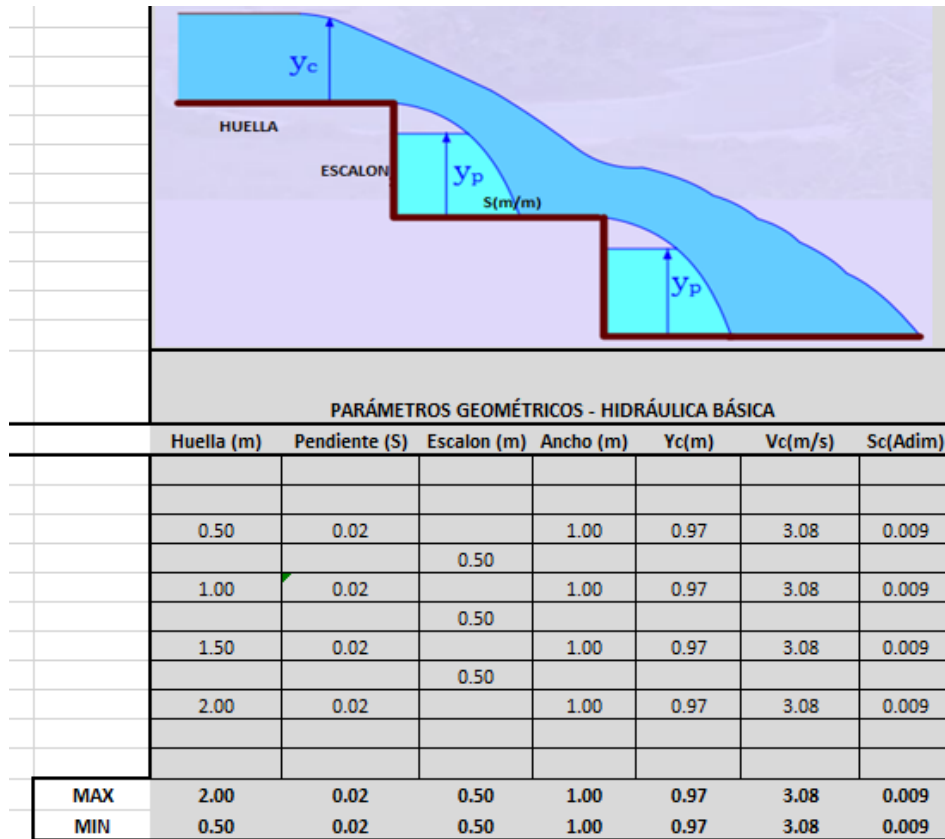 yc
HUELLA
ESCALON
yp
S(m/m)
yp
PARÁMETROS GEOMÉTRICOS - HIDRÁULICA BÁSICA
Huella (m) Pendiente (S) Escalon (m) Ancho (m) Yc(m) Vc(m/s) Sc(Adim)
0.50 0.02 1.00 0.97 3.08 0.009
0.50
1.00 0.02 1.00 0.97 3.08 0.009
0.50
1.50 0.02 1.00 0.97 3.08 0.009
0.50
2.00 0.02 1.00 0.97 3.08 0.009
MAX 2.00 0.02 0.50 1.00 0.97 3.08 0.009
MIN 0.50 0.02 0.50 1.00 0.97 3.08 0.009